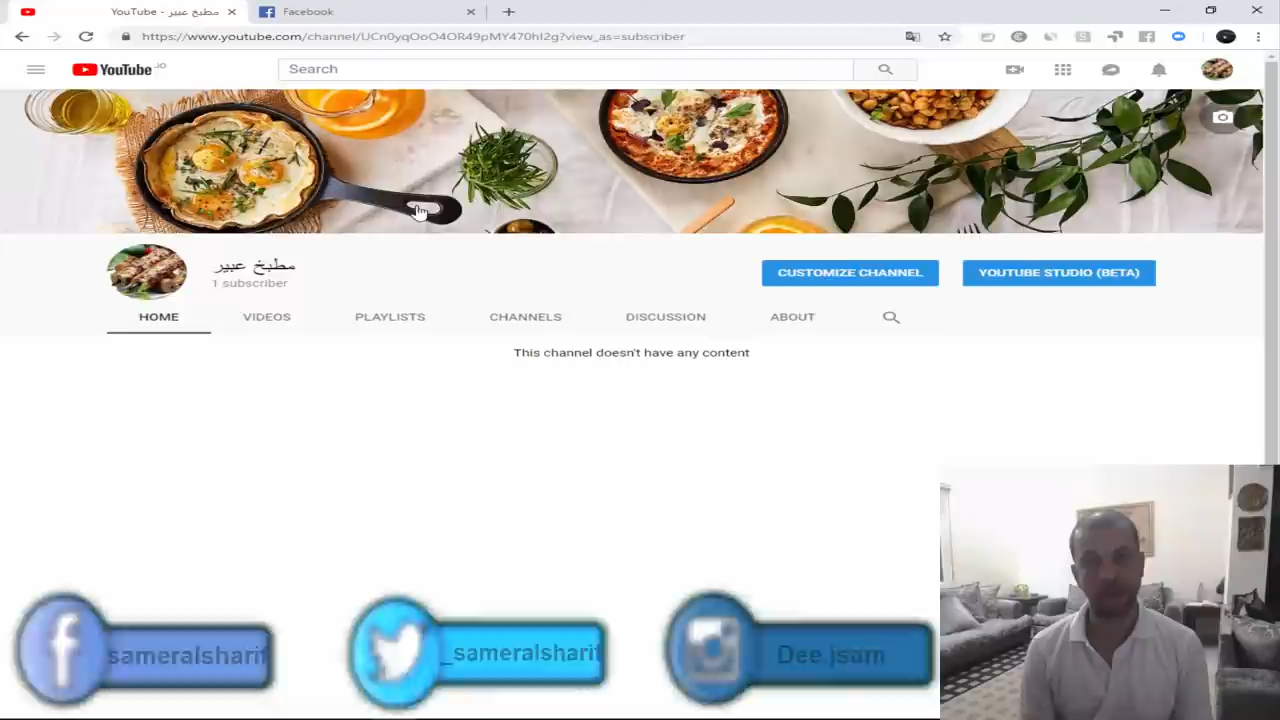 YouTube - مطبخ عبير
Facebook
https://www.youtube.com/channel/UCn0yqOoO4OR49pMY470hI2g?view_as=subscriber
YouTube JO
Search
مطبخ عبير
1 subscriber
CUSTOMIZE CHANNEL
YOUTUBE STUDIO (BETA)
HOME VIDEOS PLAYLISTS CHANNELS DISCUSSION ABOUT
This channel doesn't have any content
sameralsharif
_sameralsharif
Dee.jsam